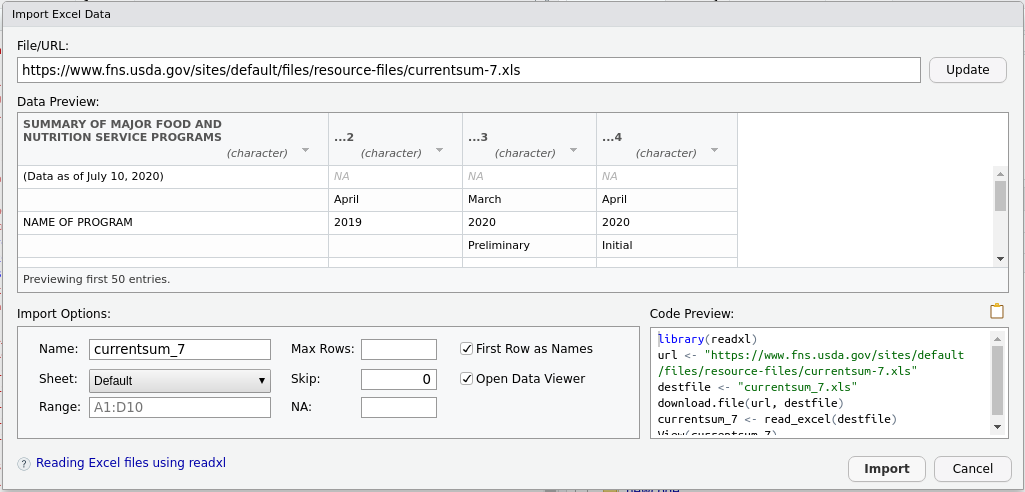 Import Excel Data
File/URL:
https://www.fns.usda.gov/sites/default/files/resource-files/currentsum-7.xls
Update
Data Preview:
SUMMARY OF MAJOR FOOD AND
NUTRITION SERVICE PROGRAMS
(character)
...2
(character)
...3
(character)
...4
(character)
(Data as of July 10, 2020) NA NA NA
April March April
NAME OF PROGRAM 2019 2020 2020
Preliminary Initial
Previewing first 50 entries.
Import Options:
Name: currentsum_7
Sheet: Default
Range: A1:D10
Max Rows:
Skip: 0
NA:
First Row as Names
Open Data Viewer
Code Preview:
library(readxl)
url <- "https://www.fns.usda.gov/sites/default
/files/resource-files/currentsum-7.xls"
destfile <- "currentsum_7.xls"
download.file(url, destfile)
currentsum_7 <- read_excel(destfile)
View(currentsum_7)
? Reading Excel files using readxl
Import
Cancel